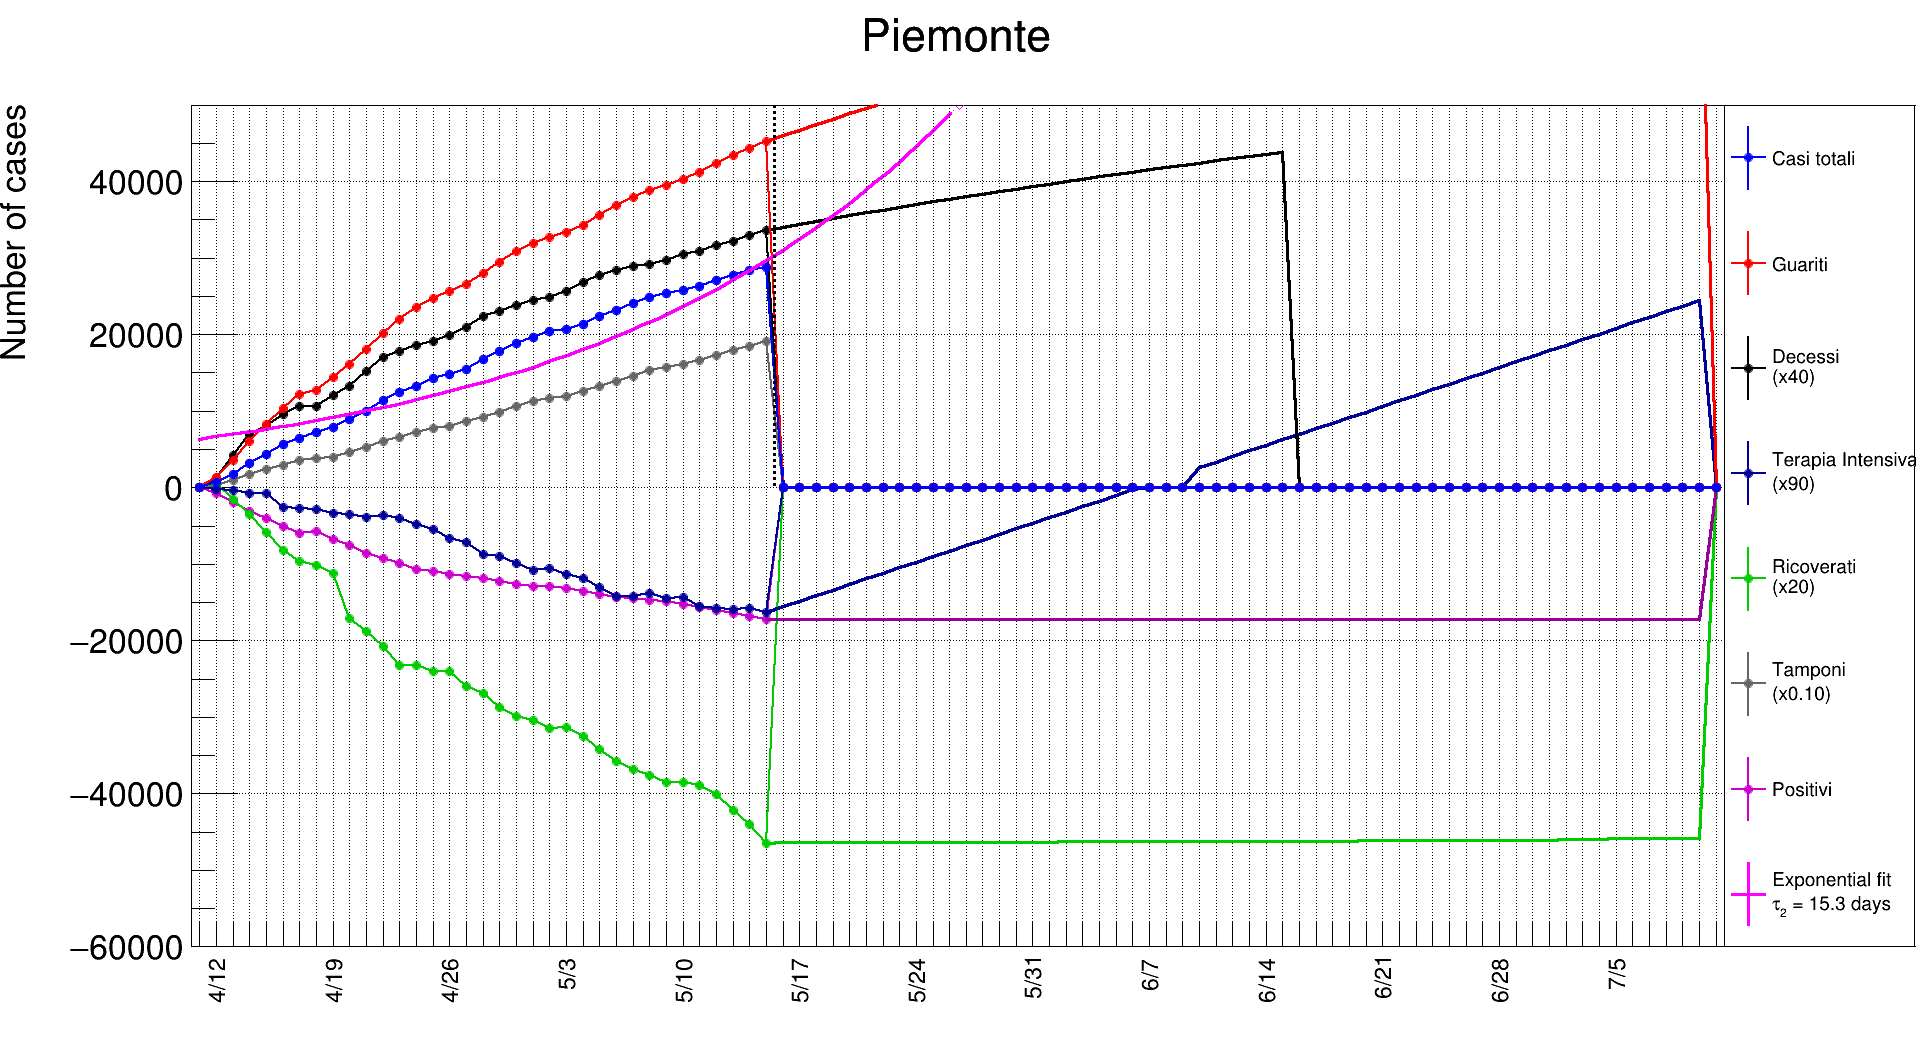 Piemonte
Number of cases
40000
20000
0
−20000
−40000
−60000
4/12
4/19
4/26
5/3
5/10
5/17
5/24
5/31
6/7
6/14
6/21
6/28
7/5
Casi totali
Guariti
Decessi
(x40)
Terapia Intensiva
(x90)
Ricoverati
(x20)
Tamponi
(x0.10)
Positivi
Exponential fit
τ2 = 15.3 days